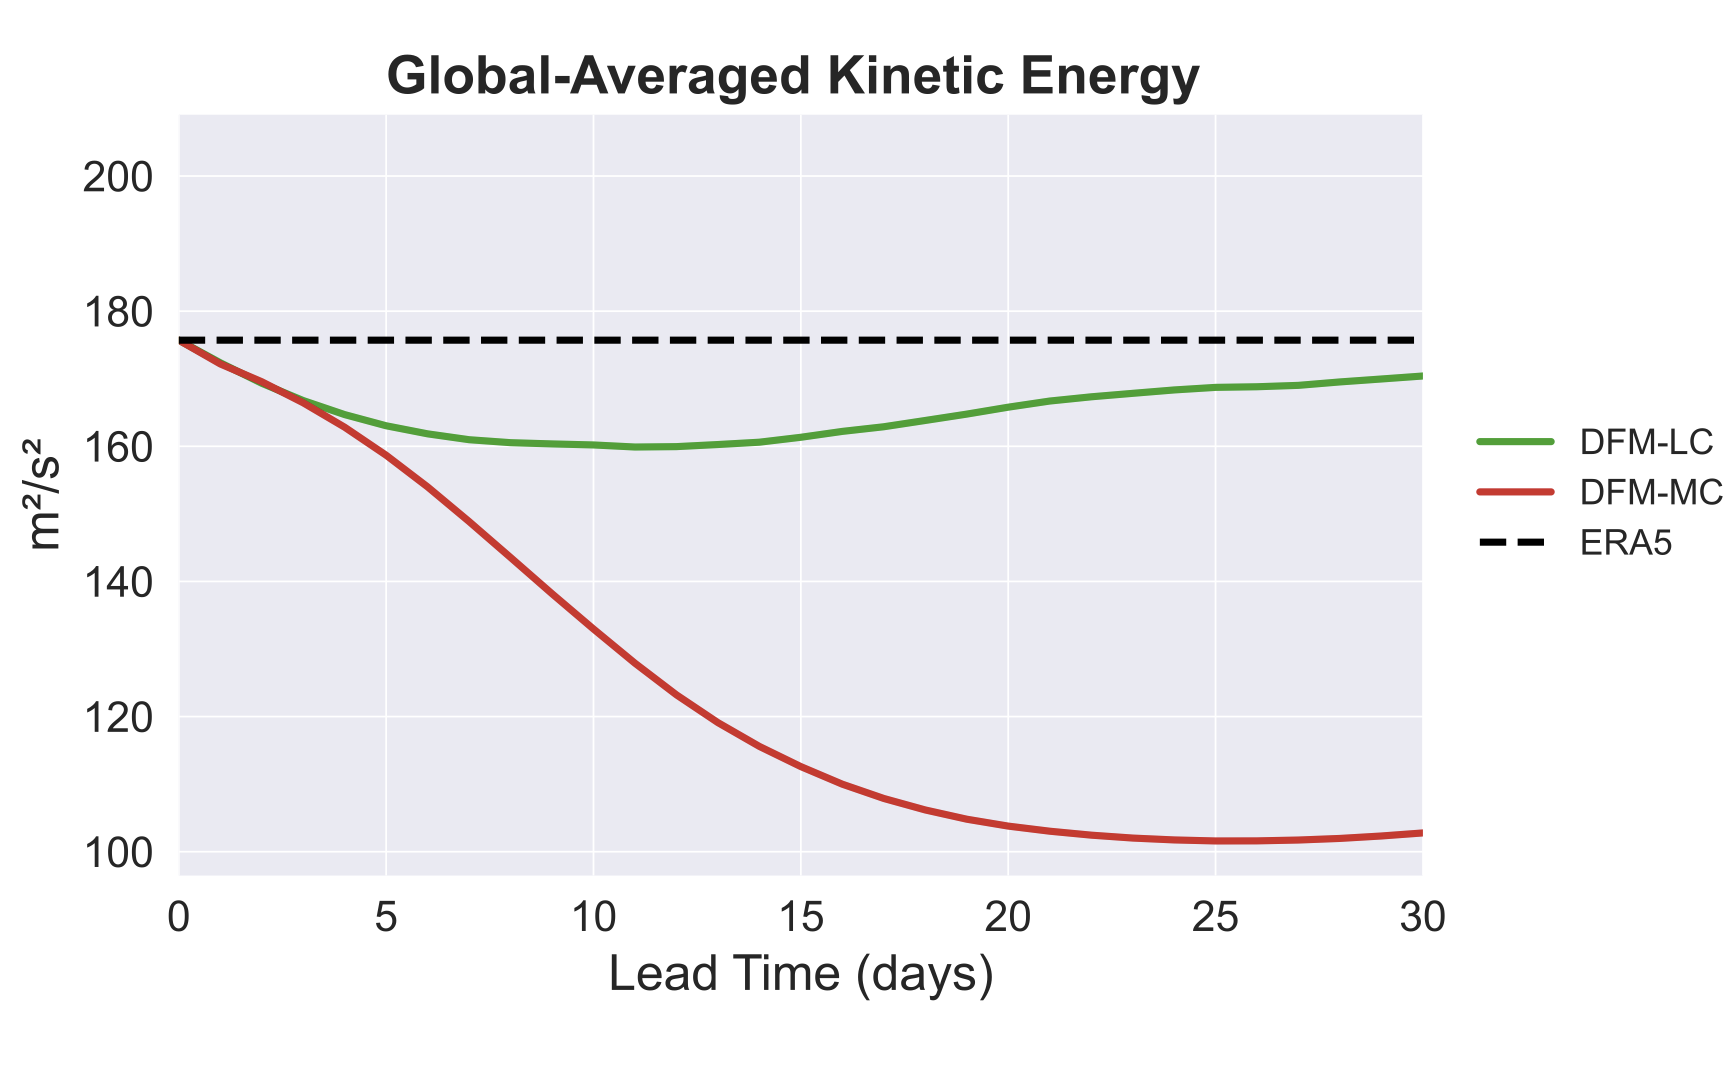 Global-Averaged Kinetic Energy
m²/s²
200
180
160
140
120
100
0 5 10 15 20 25 30
Lead Time (days)
DFM-LC
DFM-MC
ERA5